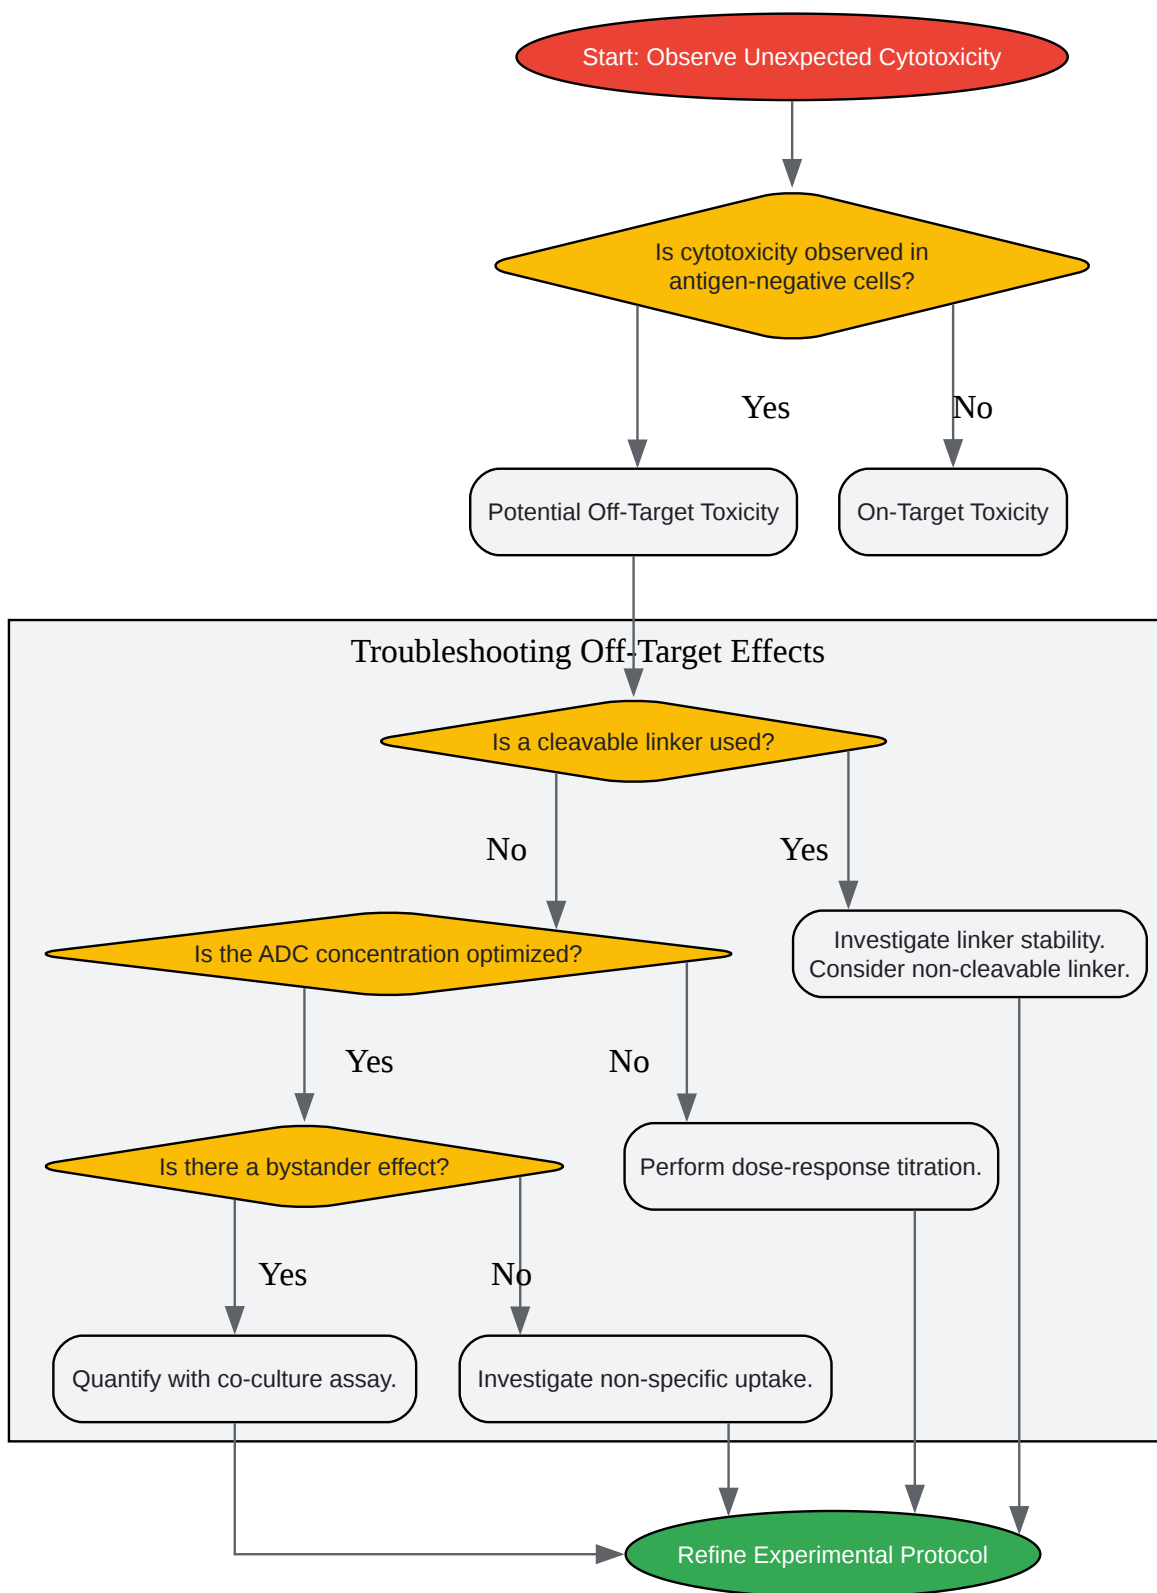 Start: Observe Unexpected Cytotoxicity
Is cytotoxicity observed in
antigen-negative cells?
Yes
No
Potential Off-Target Toxicity
On-Target Toxicity
Troubleshooting Off-Target Effects
Is a cleavable linker used?
No
Yes
Investigate linker stability.
Consider non-cleavable linker.
Is the ADC concentration optimized?
Yes
No
Is there a bystander effect?
Perform dose-response titration.
Yes
No
Quantify with co-culture assay.
Investigate non-specific uptake.
Refine Experimental Protocol